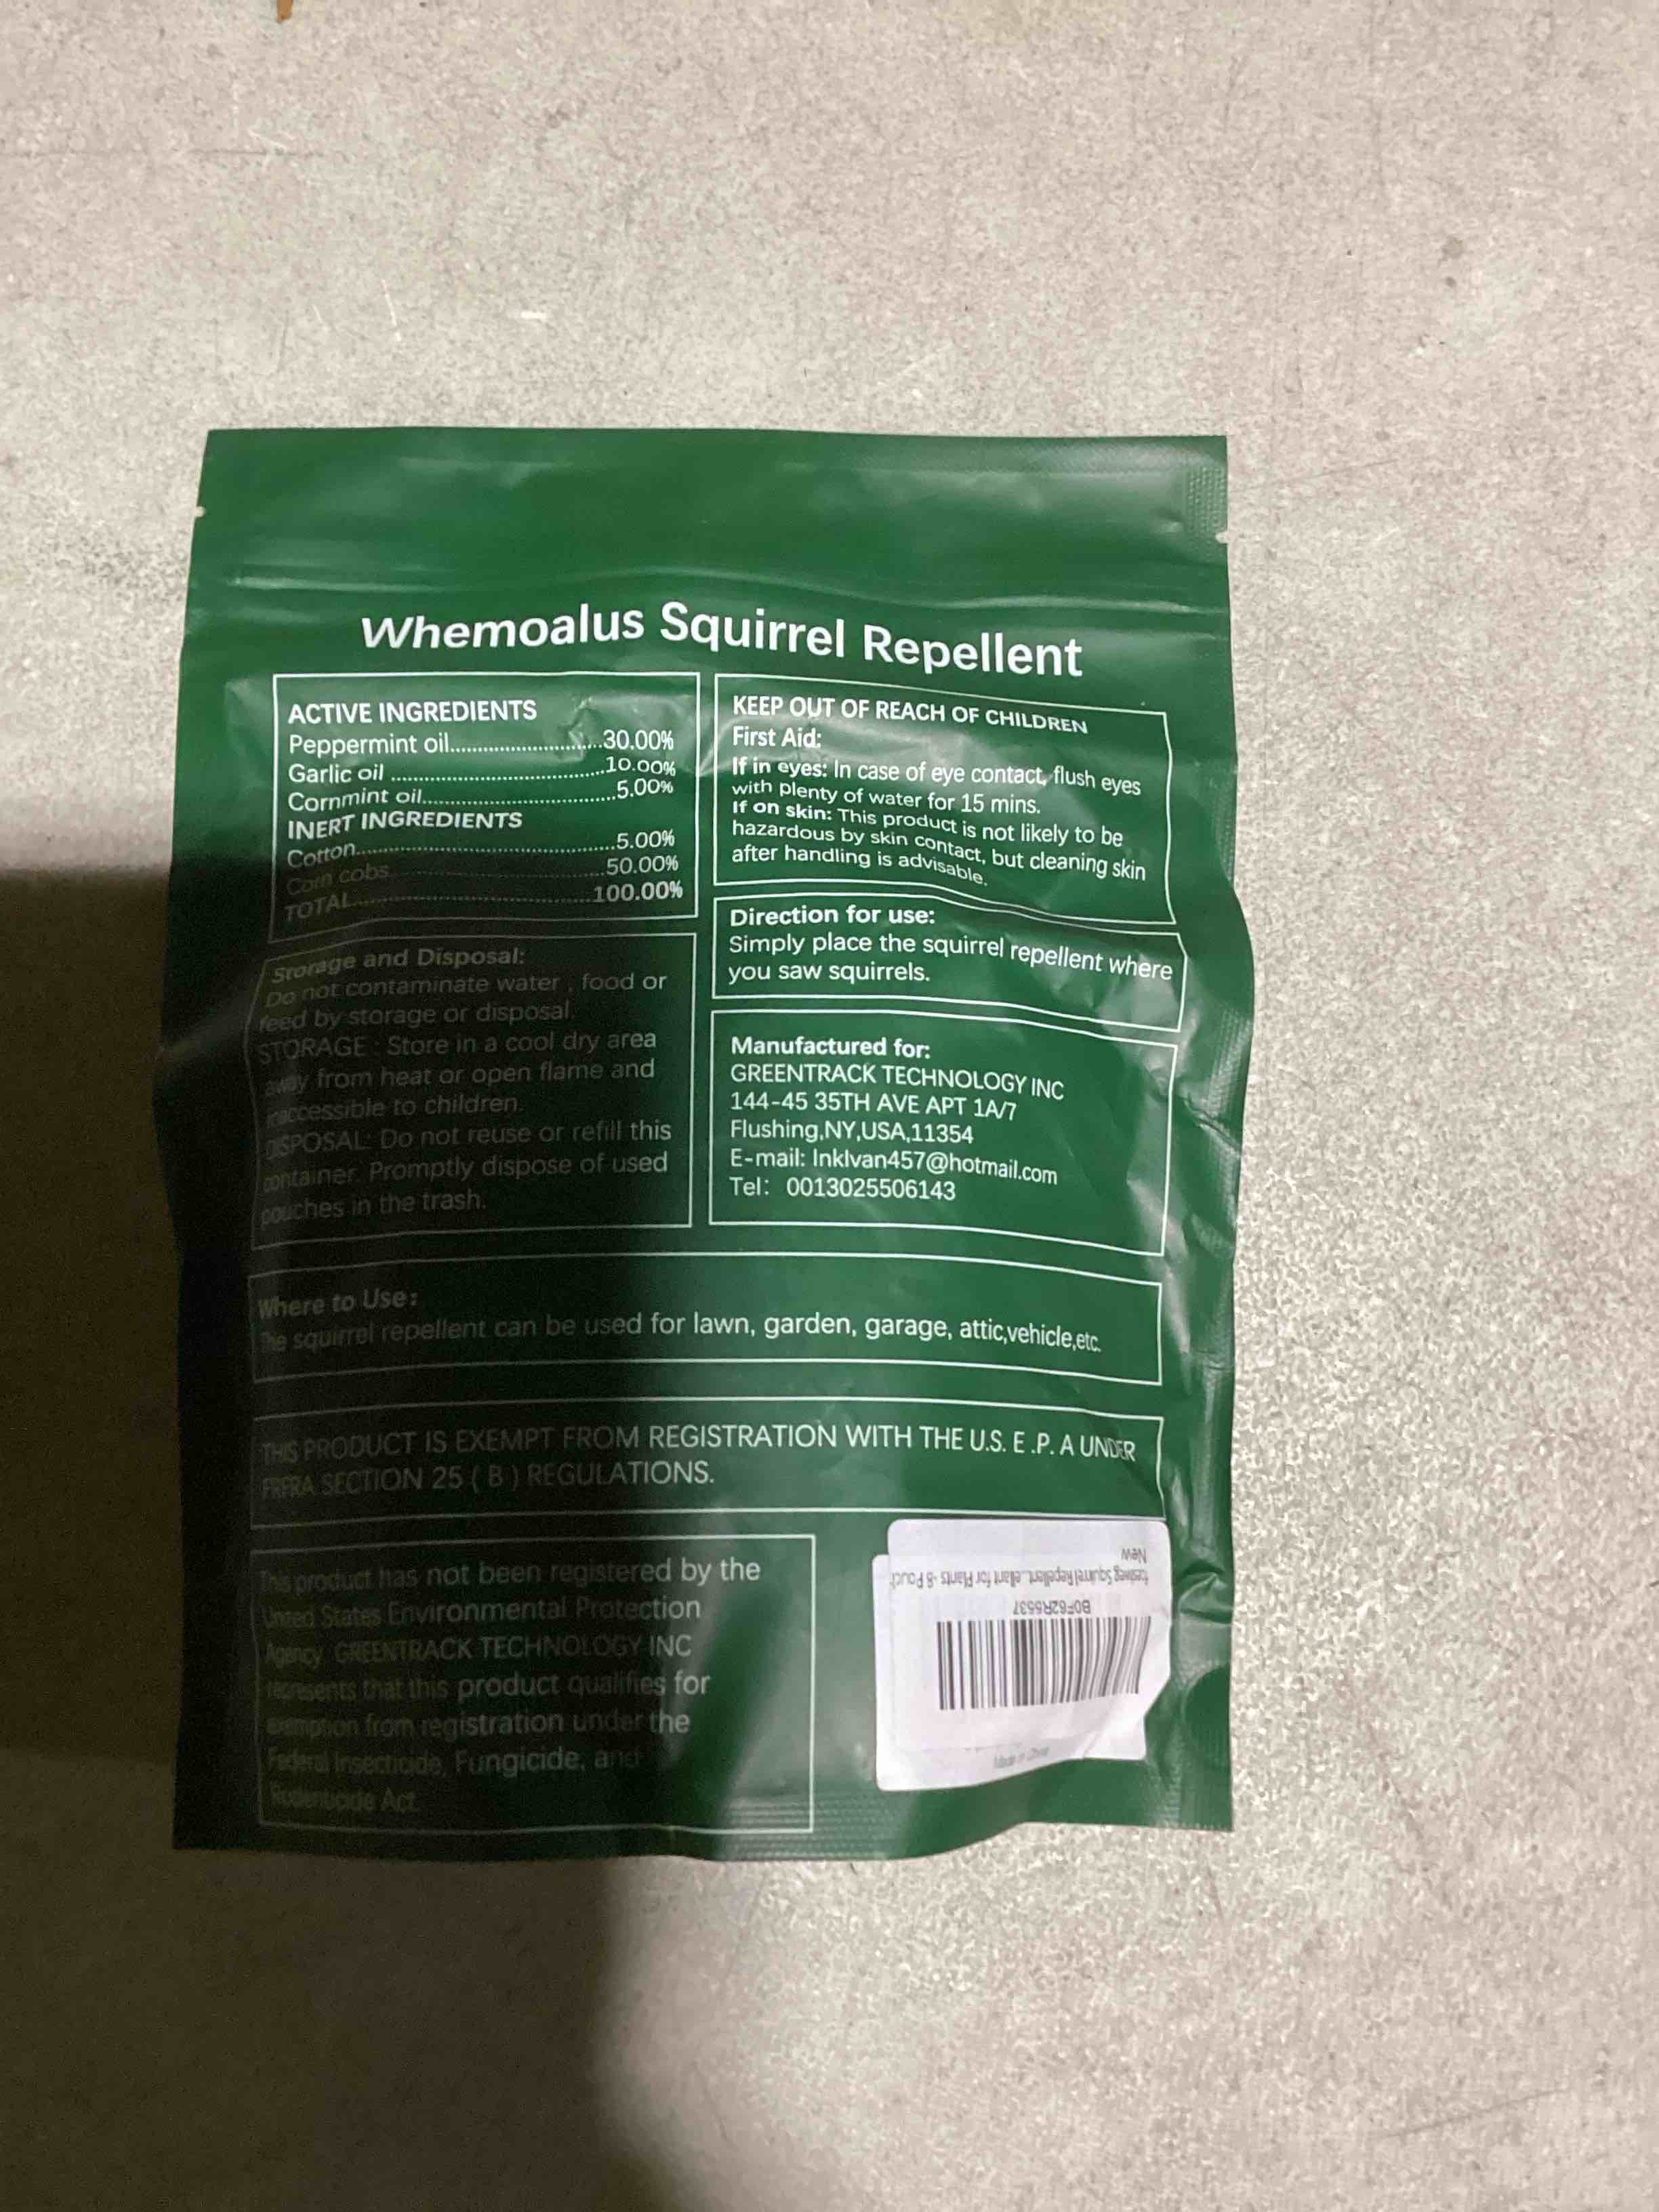 Whemoalus Squirrel Repellent
ACTIVE INGREDIENTS
Peppermint oil..............................30.00%
Garlic oil ..............................10.00%
Cornmint oil..............................5.00%
INERT INGREDIENTS
Cotton..............................5.00%
Corn cobs..............................50.00%
TOTAL..............................100.00%
KEEP OUT OF REACH OF CHILDREN
First Aid:
If in eyes: In case of eye contact, flush eyes
with plenty of water for 15 mins.
If on skin: This product is not likely to be
hazardous by skin contact, but cleaning skin
after handling is advisable.
Storage and Disposal:
Do not contaminate water , food or
feed by storage or disposal.
STORAGE : Store in a cool dry area
away from heat or open flame and
inaccessible to children.
DISPOSAL: Do not reuse or refill this
container. Promptly dispose of used
pouches in the trash.
Direction for use:
Simply place the squirrel repellent where
you saw squirrels.
Manufactured for:
GREENTRACK TECHNOLOGY INC
144-45 35TH AVE APT 1A/7
Flushing,NY,USA,11354
E-mail: Inklvan457@hotmail.com
Tel: 0013025506143
Where to Use:
The squirrel repellent can be used for lawn, garden, garage, attic,vehicle,etc.
THIS PRODUCT IS EXEMPT FROM REGISTRATION WITH THE U.S. E .P. A UNDER
SECTION 25 ( B ) REGULATIONS.
This product has not been registered by the
United States Environmental Protection
Agency. GREENTRACK TECHNOLOGY INC
represents that this product qualifies for
exemption from registration under the
Federal Insecticide, Fungicide, and
Rodenticide Act.
B0F62R5537
Squirrel Repellent...ellant for Plants -8 Pouch
New
Made in China